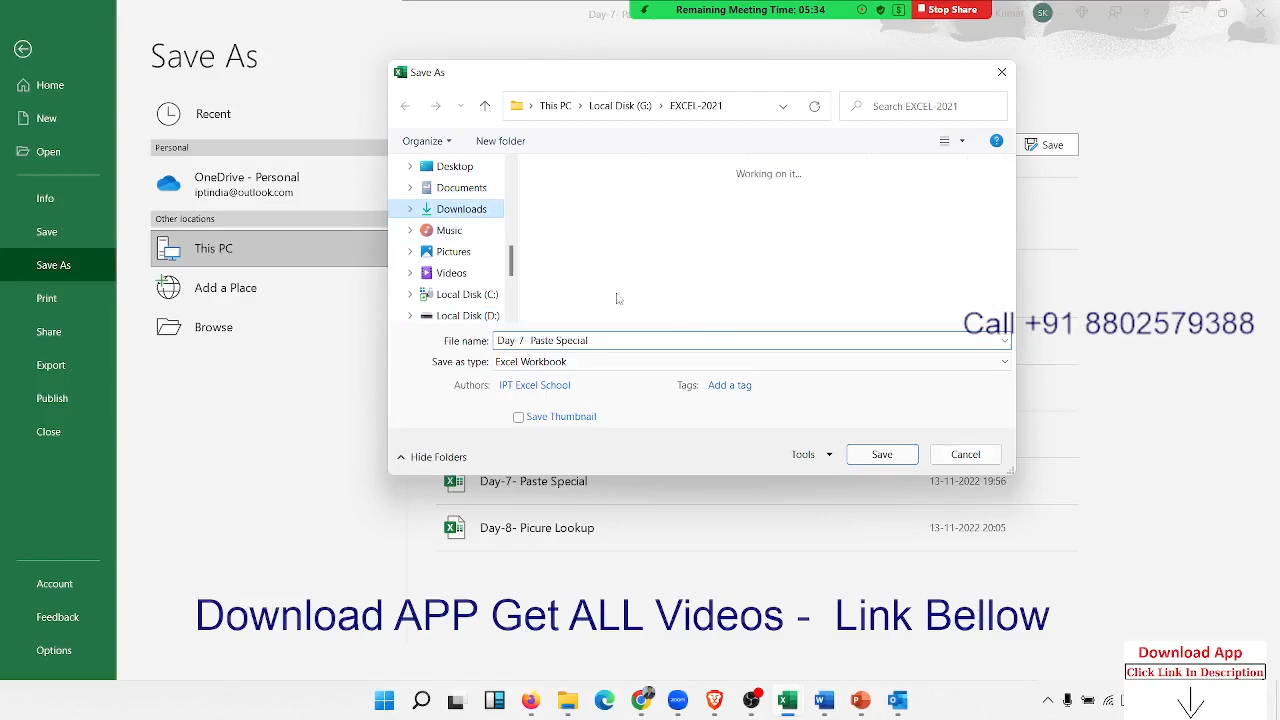 Day-7- Pa
Remaining Meeting Time: 05:34
$
Stop Share
Kumar
SK
Save As
Home
New
Open
Info
Save
Save As
Print
Share
Export
Publish
Close
Account
Feedback
Options
Recent
Personal
OneDrive - Personal
iptindia@outlook.com
Other locations
This PC
Add a Place
Browse
Save As
This PC > Local Disk (G:) > EXCEL-2021
Search EXCEL-2021
Organize
New folder
?
Save
Desktop
Documents
Downloads
Music
Pictures
Videos
Local Disk (C:)
Local Disk (D:)
Working on it...
File name: Day-7- Paste Special
Save as type: Excel Workbook
Authors: IPT Excel School
Tags: Add a tag
Save Thumbnail
Hide Folders
Tools
Save
Cancel
Call +91 8802579388
Day-7- Paste Special
13-11-2022 19:56
Day-8- Picure Lookup
13-11-2022 20:05
Download APP Get ALL Videos - Link Bellow
Download App
Click Link In Description
zoom